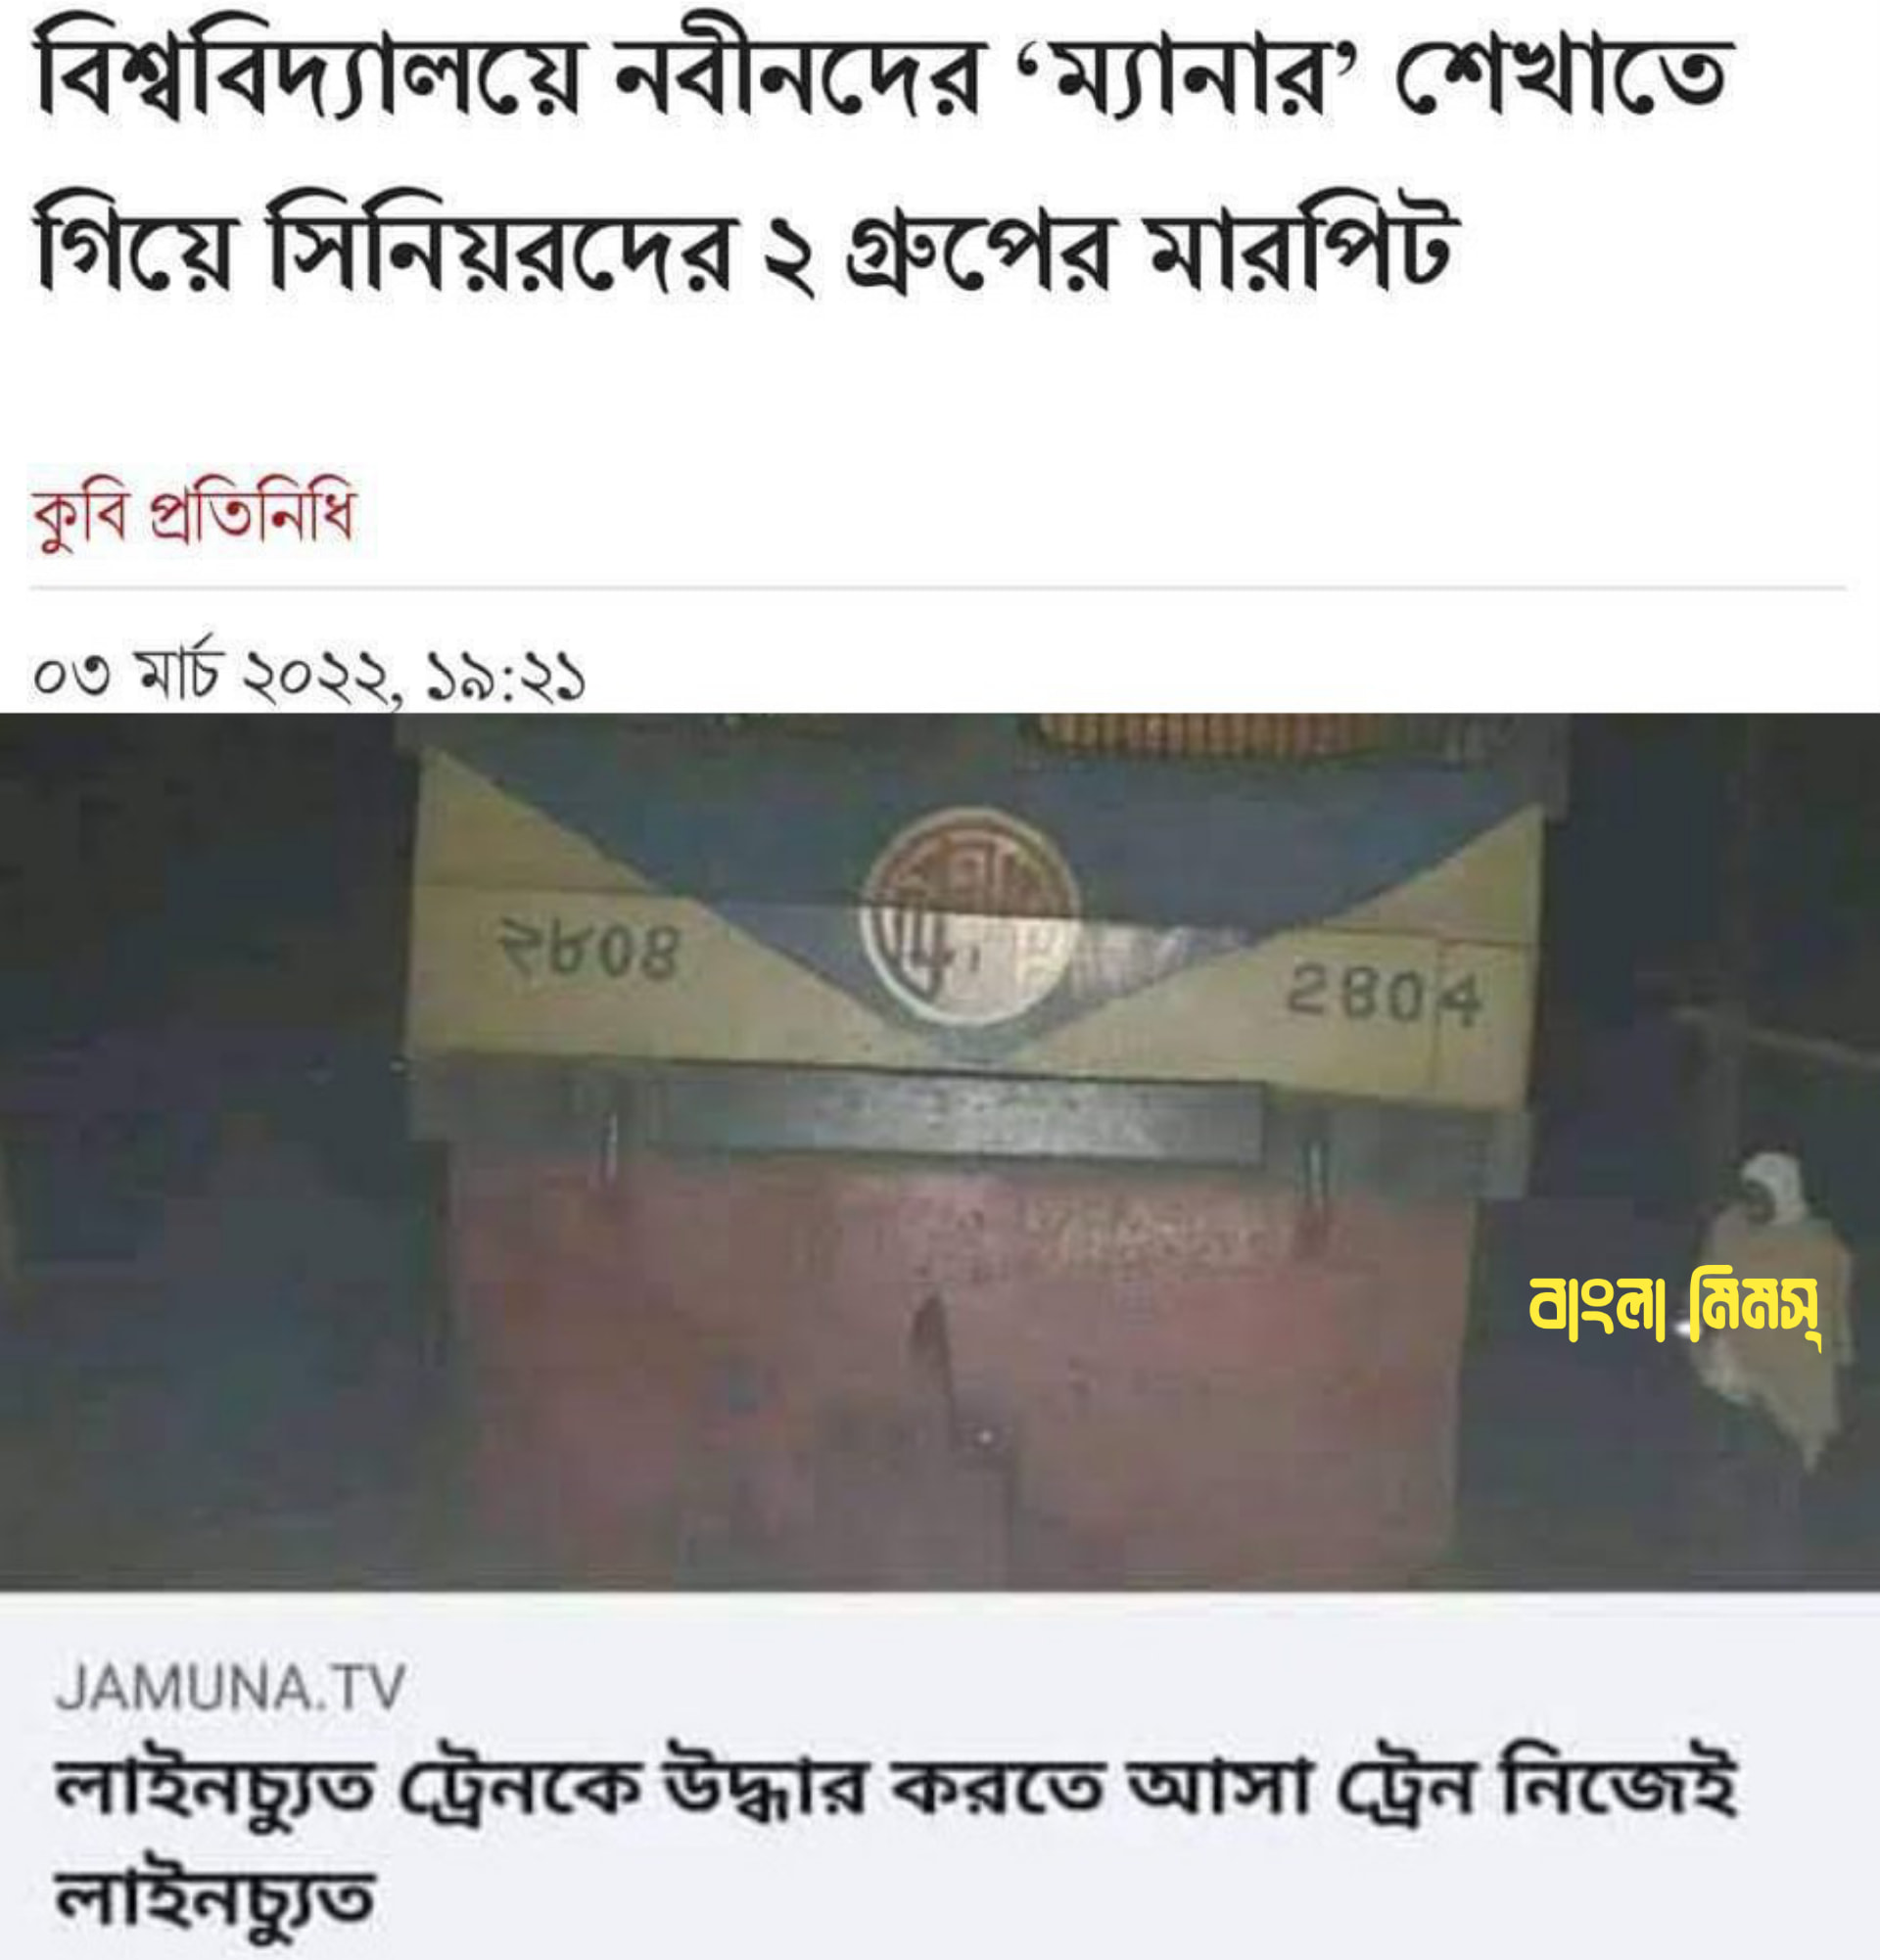 বিশ্ববিদ্যালয়ে নবীনদের ‘ম্যানার’ শেখাতে
গিয়ে সিনিয়রদের ২ গ্রুপের মারপিট
কুবি প্রতিনিধি
০৩ মার্চ ২০২২, ১৯:২১
২৮০৪
2804
বাংলা মিমস্
JAMUNA.TV
লাইনচ্যুত ট্রেনকে উদ্ধার করতে আসা ট্রেন নিজেই
লাইনচ্যুত